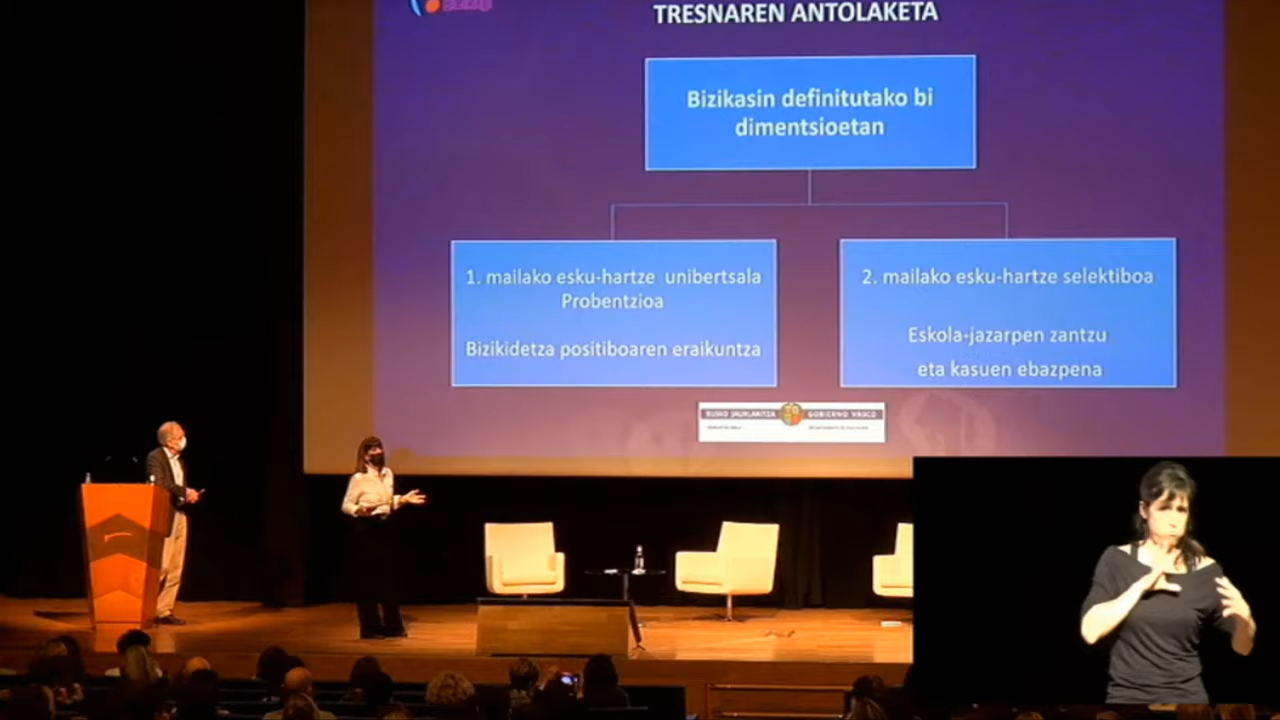 TRESNAREN ANTOLAKETA
Bizikasin definitutako bi
dimentsioetan
1. mailako esku-hartze unibertsala
Probentzioa
Bizikidetza positiboaren eraikuntza
2. mailako esku-hartze selektiboa
Eskola-jazarpen zantzu
eta kasuen ebazpena
EUSKO JAURLARITZA GOBIERNO VASCO